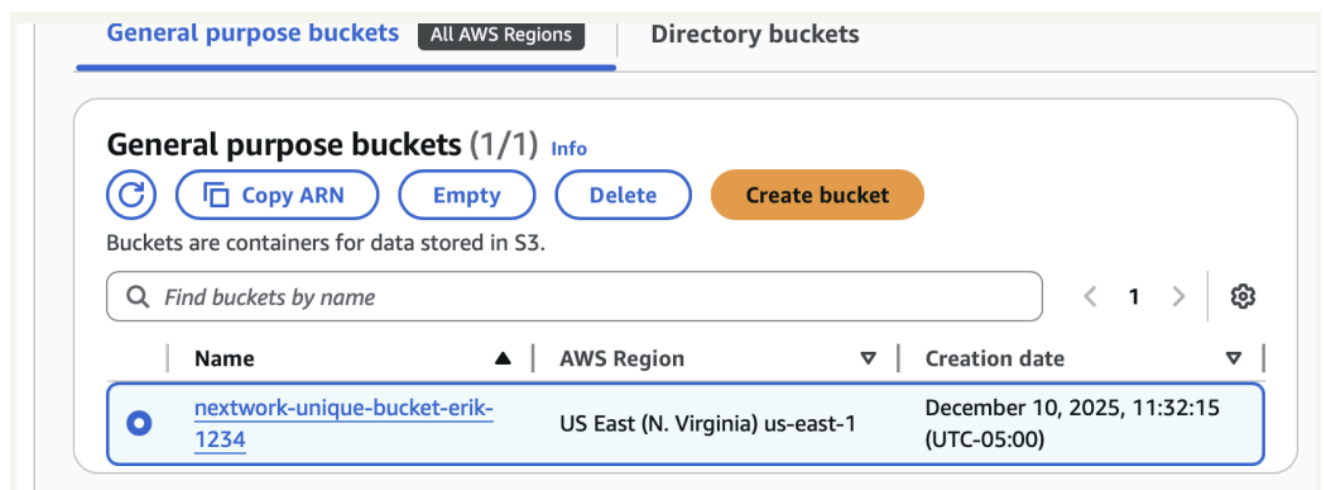 General purpose buckets All AWS Regions Directory buckets
General purpose buckets (1/1) Info
Copy ARN Empty Delete Create bucket
Buckets are containers for data stored in S3.
Find buckets by name 1
Name AWS Region Creation date
nextwork-unique-bucket-erik-
1234
US East (N. Virginia) us-east-1
December 10, 2025, 11:32:15
(UTC-05:00)